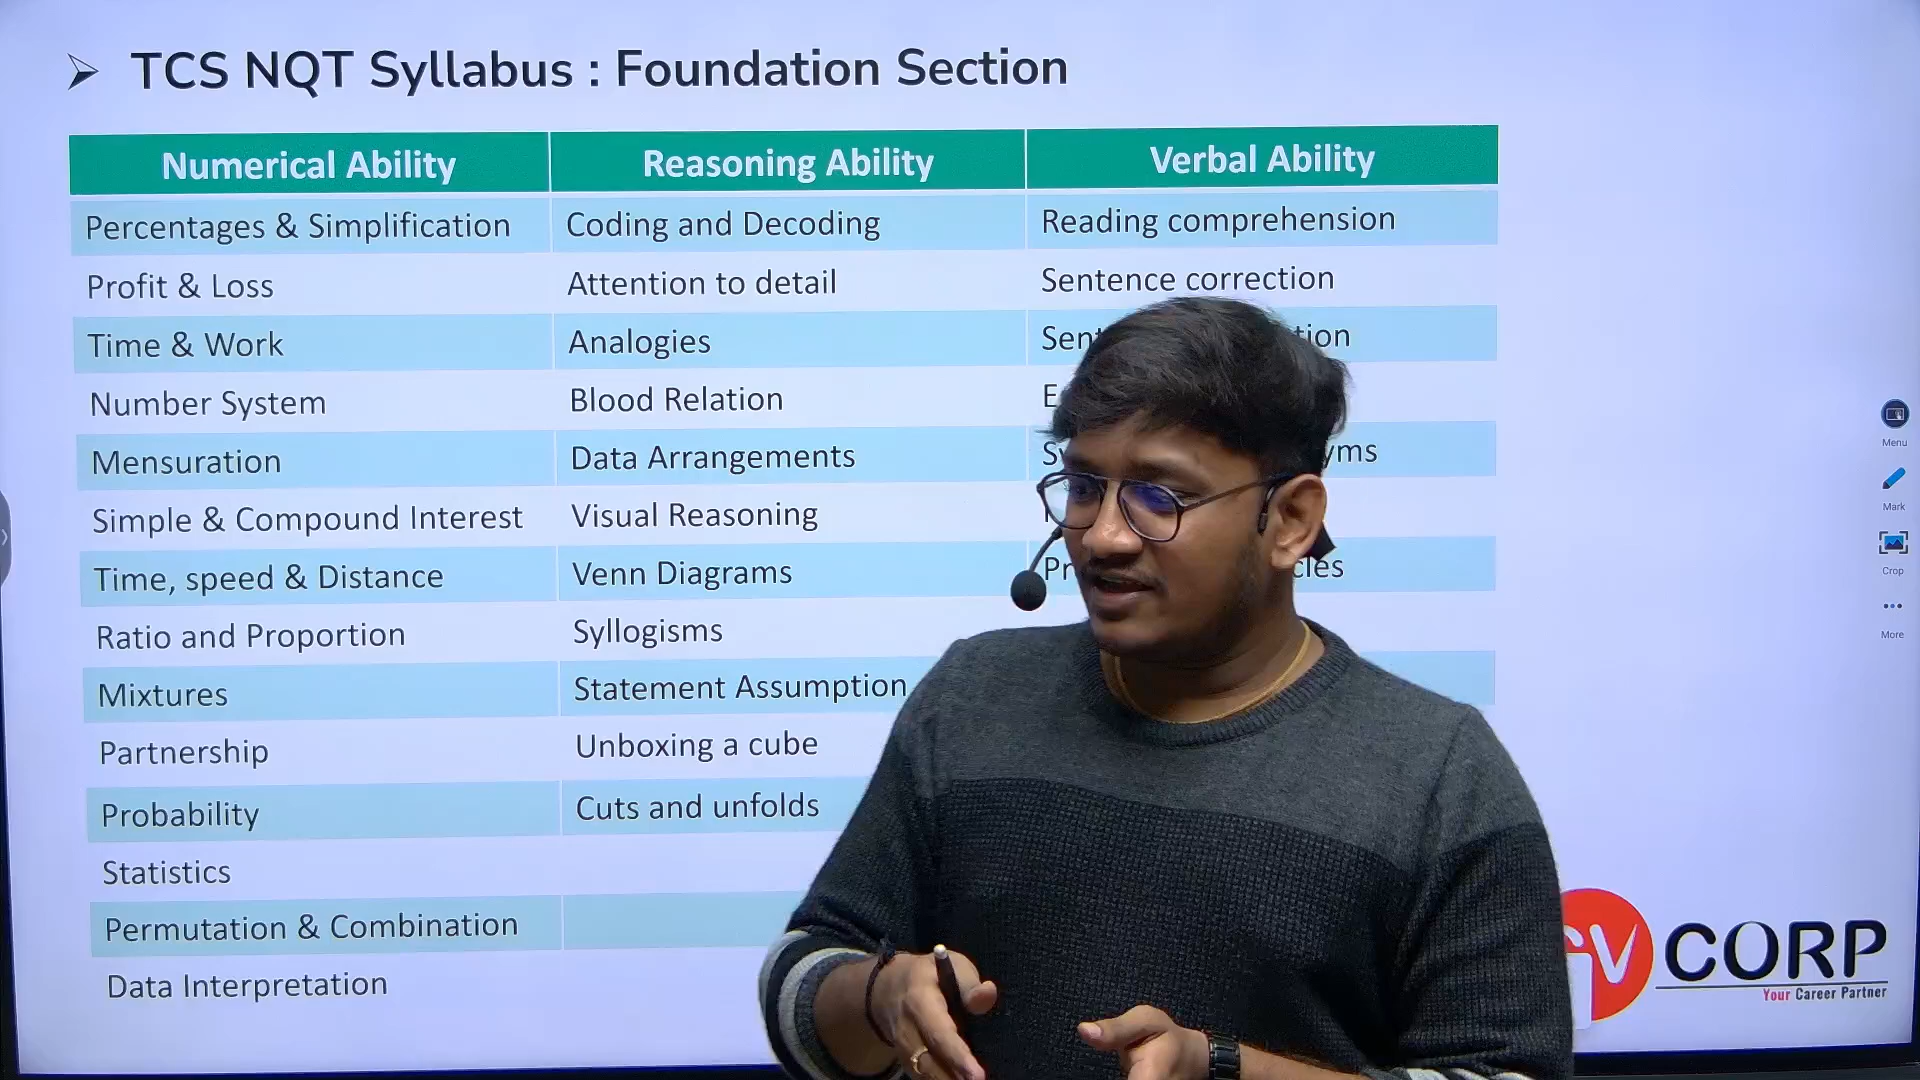 TCS NQT Syllabus : Foundation Section
Numerical Ability
Reasoning Ability
Verbal Ability
Percentages & Simplification
Coding and Decoding
Reading comprehension
Profit & Loss
Attention to detail
Sentence correction
Time & Work
Analogies
Number System
Blood Relation
Mensuration
Data Arrangements
Simple & Compound Interest
Visual Reasoning
Time, speed & Distance
Venn Diagrams
Ratio and Proportion
Syllogisms
Mixtures
Statement Assumption
Partnership
Unboxing a cube
Probability
Cuts and unfolds
Statistics
Permutation & Combination
Data Interpretation
Menu
Mark
Crop
More
CORP
Your Career Partner